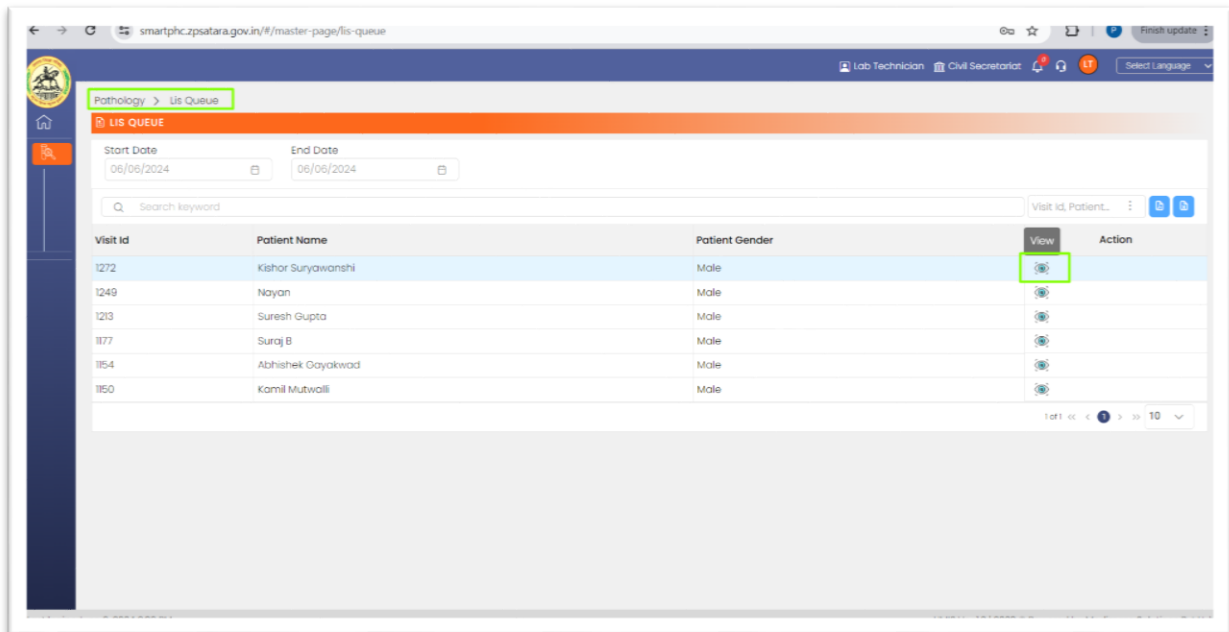 smartphc.zpsatara.gov.in/#/master-page/lis-queue
P
Finish update
Lab Technician Civil Secretariat LT Select Language
Pathology > Lis Queue
LIS QUEUE
Start Date End Date
06/06/2024 06/06/2024
Search keyword Visit Id, Patient...
Visit Id Patient Name Patient Gender View Action
1272 Kishor Suryawanshi Male
1249 Nayan Male
1213 Suresh Gupta Male
1177 Suraj B Male
1154 Abhishek Gayakwad Male
1150 Kamil Mutwalli Male
1 of 1 << < 1 > >> 10